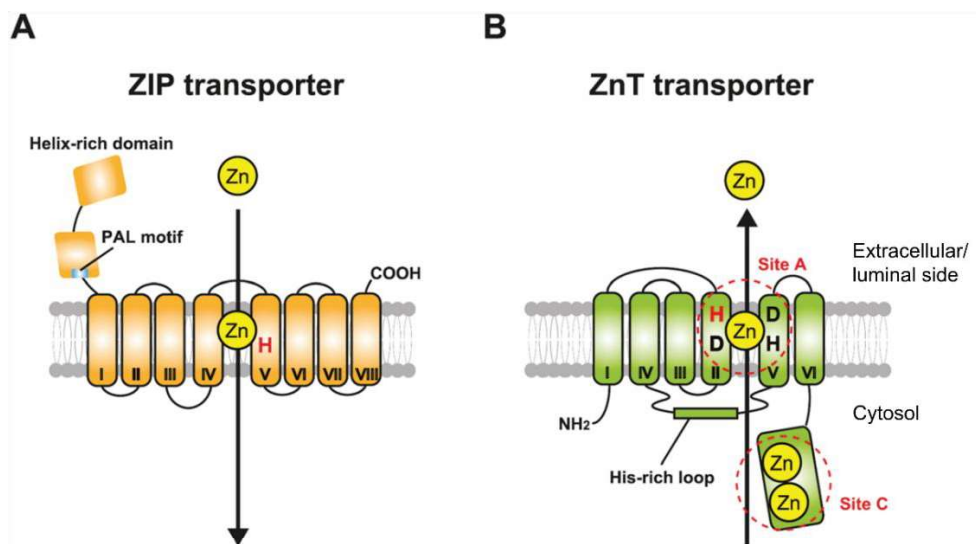 A
ZIP transporter
Helix-rich domain
Zn
PAL motif
COOH
Zn
H
I II III IV V VI VII VIII
B
ZnT transporter
Zn
Extracellular/
luminal side
Site A
H Zn D
D H
I IV III II V VI
NH2
Cytosol
His-rich loop
Zn
Zn
Site C